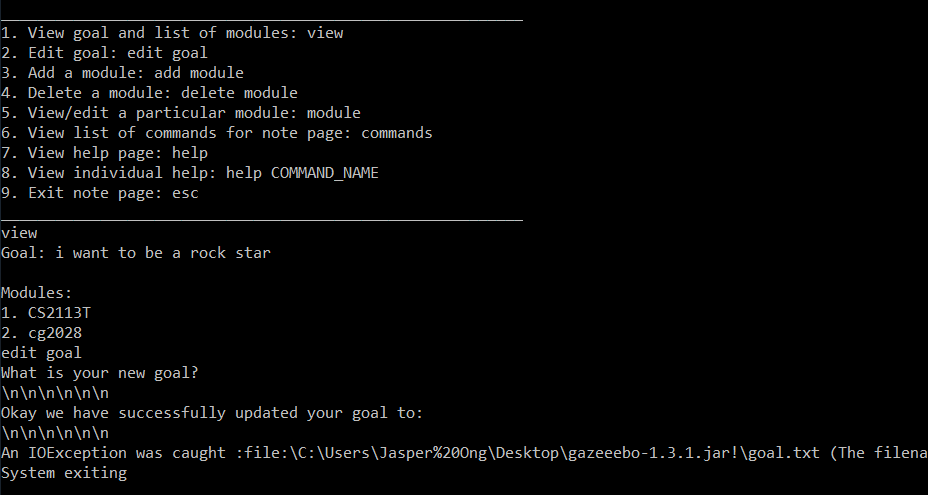 1. View goal and list of modules: view
2. Edit goal: edit goal
3. Add a module: add module
4. Delete a module: delete module
5. View/edit a particular module: module
6. View list of commands for note page: commands
7. View help page: help
8. View individual help: help COMMAND_NAME
9. Exit note page: esc
view
Goal: i want to be a rock star
Modules:
1. CS2113T
2. cg2028
edit goal
What is your new goal?
\n\n\n\n\n\n
Okay we have successfully updated your goal to:
\n\n\n\n\n\n
An IOException was caught :file:\C:\Users\Jasper%20Ong\Desktop\gazeeebo-1.3.1.jar!\goal.txt (The filena
System exiting